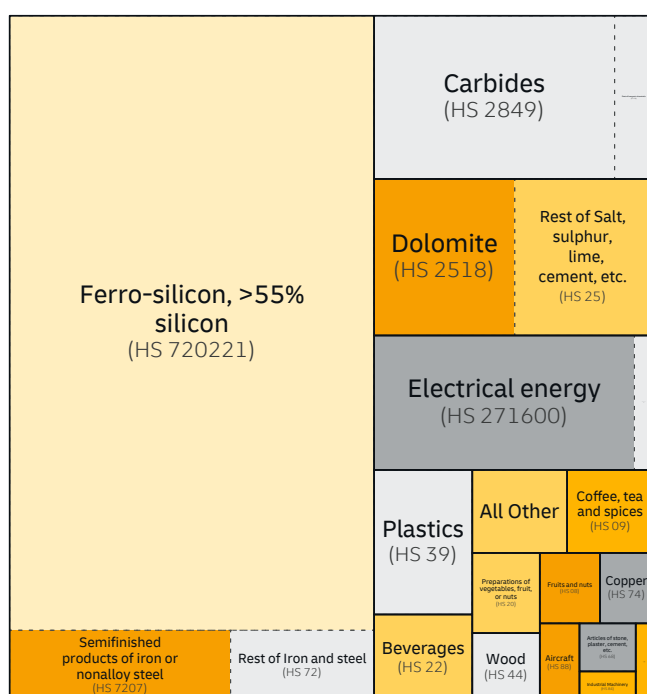 Carbides
(HS 2849)
Dolomite
(HS 2518)
Rest of Salt,
sulphur,
lime,
cement, etc.
(HS 25)
Ferro-silicon, >55%
silicon
(HS 720221)
Electrical energy
(HS 271600)
Plastics
(HS 39)
All Other
Coffee, tea
and spices
(HS 09)
Preparations of
vegetables, fruit,
or nuts
(HS 20)
Fruits and nuts
(HS 08)
Copper
(HS 74)
Semifinished
products of iron or
nonalloy steel
(HS 7207)
Rest of Iron and steel
(HS 72)
Beverages
(HS 22)
Wood
(HS 44)
Aircraft
(HS 88)
Articles of stone,
plaster, cement,
etc.
(HS 68)
Industrial Machinery